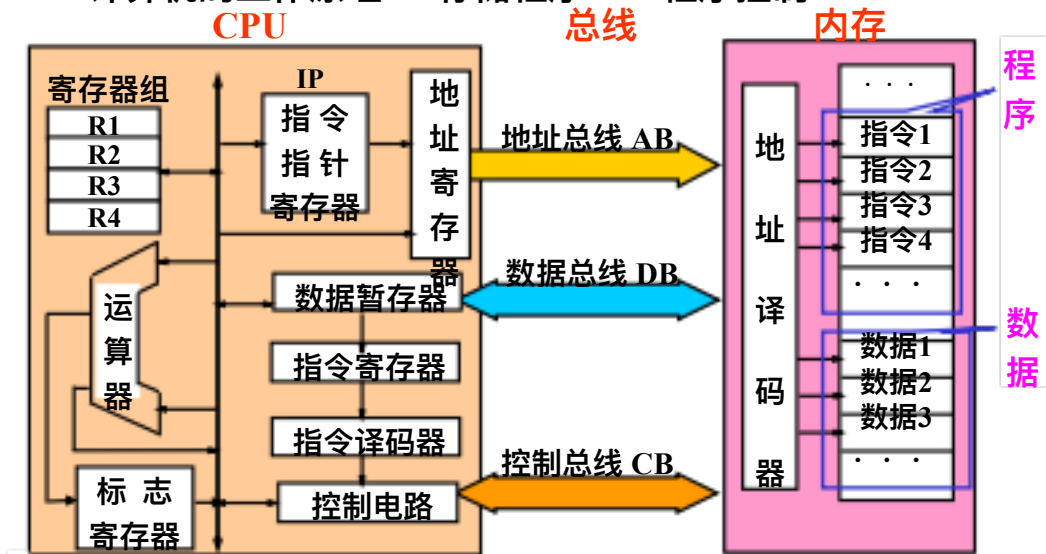 CPU
总线
内存
寄存器组
R1
R2
R3
R4
IP
指 令
指 针
寄存器
地
址
寄
存
器
运
算
器
数据暂存器
指令寄存器
指令译码器
控制电路
标 志
寄存器
地址总线 AB
数据总线 DB
控制总线 CB
地
址
译
码
器
. . .
指令1
指令2
指令3
指令4
. . .
数据1
数据2
数据3
. . .
程
序
数
据